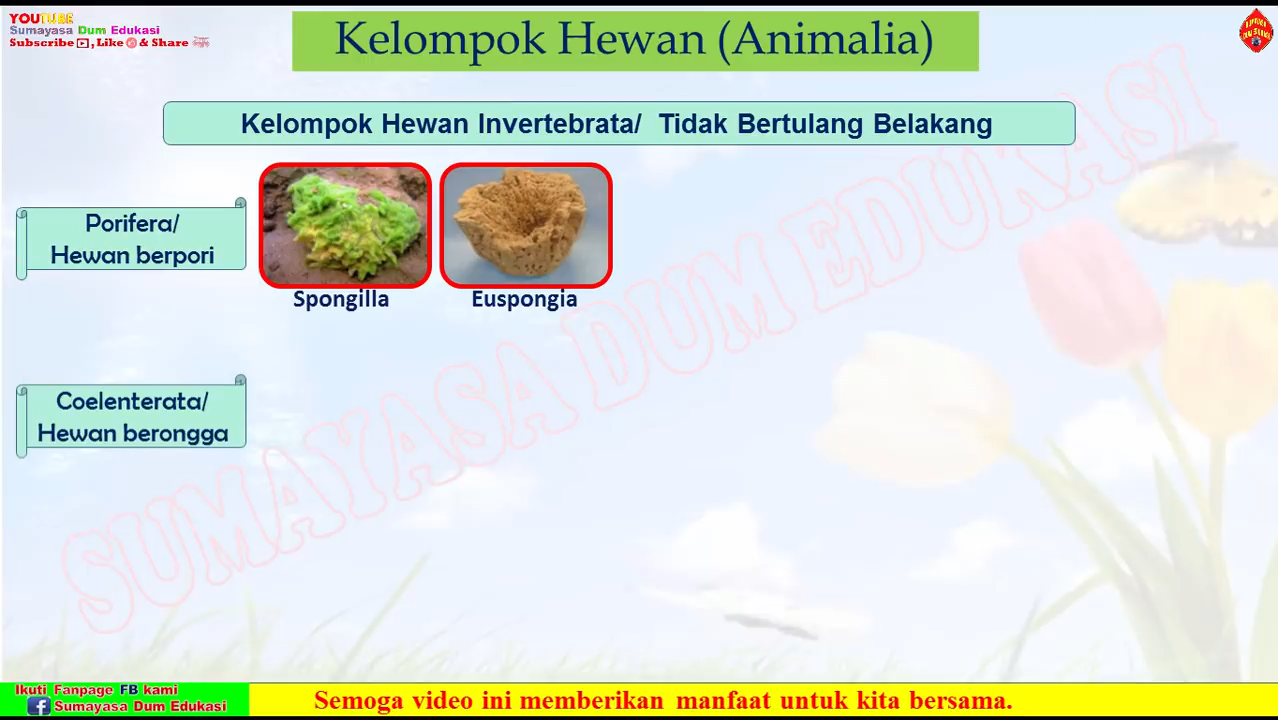 YOUTUBE
Sumayasa Dum Edukasi
Subscribe , Like & Share
Kelompok Hewan (Animalia)
Kelompok Hewan Invertebrata/ Tidak Bertulang Belakang
Porifera/
Hewan berpori
Spongilla
Euspongia
Coelenterata/
Hewan berongga
SUMAYASA DUM EDUKASI
Ikuti Fanpage FB kami
Sumayasa Dum Edukasi
Semoga video ini memberikan manfaat untuk kita bersama.